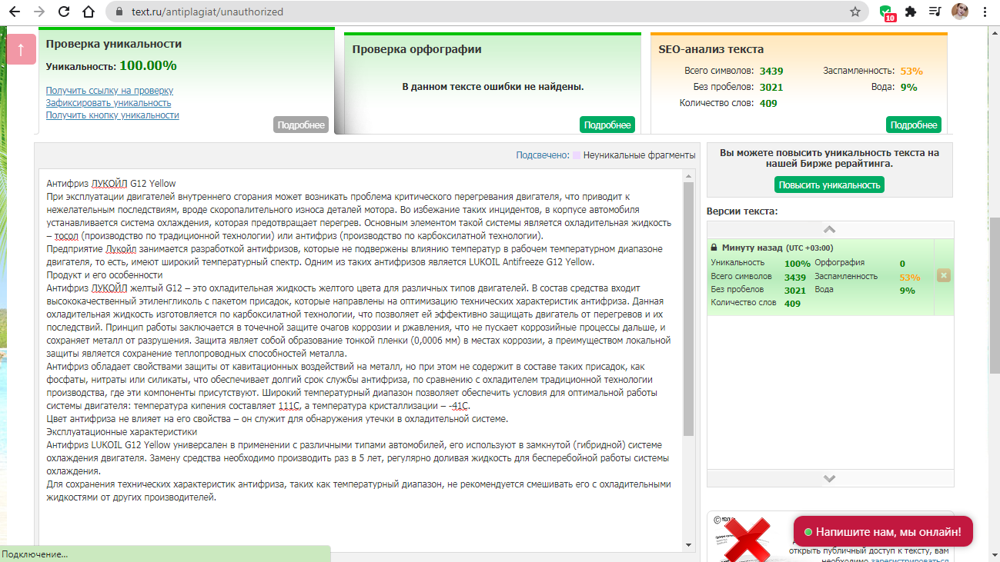 text.ru/antiplagiat/unauthorized
10
↑
Проверка уникальности
Уникальность: 100.00%
Получить ссылку на проверку
Зафиксировать уникальность
Получить кнопку уникальности
Подробнее
Проверка орфографии
В данном тексте ошибки не найдены.
Подробнее
SEO-анализ текста
Всего символов: 3439 Заспамленность: 53%
Без пробелов: 3021 Вода: 9%
Количество слов: 409
Подробнее
Подсвечено: Неуникальные фрагменты
Антифриз ЛУКОЙЛ G12 Yellow
При эксплуатации двигателей внутреннего сгорания может возникать проблема критического перегревания двигателя, что приводит к
нежелательным последствиям, вроде скоропалительного износа деталей мотора. Во избежание таких инцидентов, в корпусе автомобиля
устанавливается система охлаждения, которая предотвращает перегрев. Основным элементом такой системы является охладительная жидкость
– тосол (производство по традиционной технологии) или антифриз (производство по карбоксилатной технологии).
Предприятие Лукойл занимается разработкой антифризов, которые не подвержены влиянию температур в рабочем температурном диапазоне
двигателя, то есть, имеют широкий температурный спектр. Одним из таких антифризов является LUKOIL Antifreeze G12 Yellow.
Продукт и его особенности
Антифриз ЛУКОЙЛ желтый G12 – это охладительная жидкость желтого цвета для различных типов двигателей. В состав средства входит
высококачественный этиленгликоль с пакетом присадок, которые направлены на оптимизацию технических характеристик антифриза. Данная
охладительная жидкость изготовляется по карбоксилатной технологии, что позволяет ей эффективно защищать двигатель от перегревов и их
последствий. Принцип работы заключается в точечной защите очагов коррозии и ржавления, что не пускает коррозийные процессы дальше, и
сохраняет металл от разрушения. Защита являет собой образование тонкой пленки (0,0006 мм) в местах коррозии, а преимуществом локальной
защиты является сохранение теплопроводных способностей металла.
Антифриз обладает свойствами защиты от кавитационных воздействий на металл, но при этом не содержит в составе таких присадок, как
фосфаты, нитраты или силикаты, что обеспечивает долгий срок службы антифриза, по сравнению с охладителем традиционной технологии
производства, где эти компоненты присутствуют. Широкий температурный диапазон позволяет обеспечить условия для оптимальной работы
системы двигателя: температура кипения составляет 111С, а температура кристаллизации – -41С.
Цвет антифриза не влияет на его свойства – он служит для обнаружения утечки в охладительной системе.
Эксплуатационные характеристики
Антифриз LUKOIL G12 Yellow универсален в применении с различными типами автомобилей, его используют в замкнутой (гибридной) системе
охлаждения двигателя. Замену средства необходимо производить раз в 5 лет, регулярно доливая жидкость для бесперебойной работы системы
охлаждения.
Для сохранения технических характеристик антифриза, таких как температурный диапазон, не рекомендуется смешивать его с охладительными
жидкостями от других производителей.
Вы можете повысить уникальность текста на
нашей Бирже рерайтинга.
Повысить уникальность
Версии текста:
Минуту назад (UTC +03:00)
Уникальность 100% Орфография 0
Всего символов 3439 Заспамленность 53%
Без пробелов 3021 Вода 9%
Количество слов 409
Напишите нам, мы онлайн!
открыть публичный доступ к тексту, вам
необходимо зарегистрироваться
Подключение...